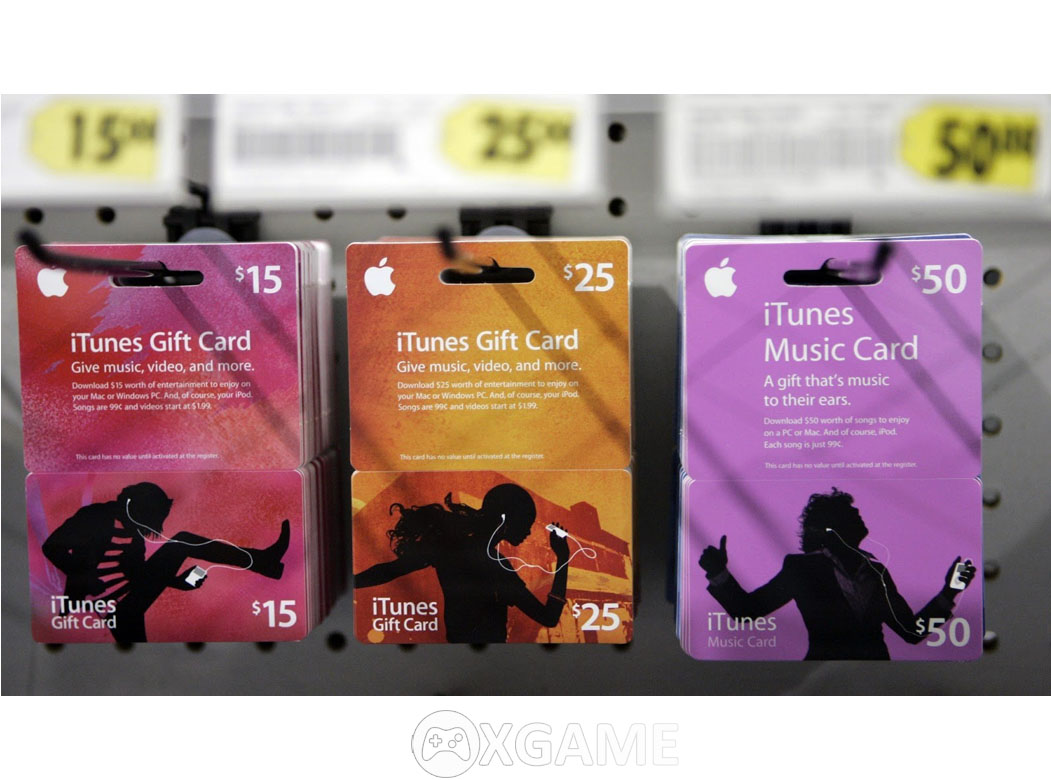 15.00
25.00
50.00
$15
iTunes Gift Card
Give music, video, and more.
Download $15 worth of entertainment to enjoy on
your Mac or Windows PC. And, of course, your iPod.
Songs are 99¢ and videos start at $1.99.
This card has no value until activated at the register.
iTunes
Gift Card
$15
$25
iTunes Gift Card
Give music, video, and more.
Download $25 worth of entertainment to enjoy on
your Mac or Windows PC. And, of course, your iPod.
Songs are 99¢ and videos start at $1.99.
This card has no value until activated at the register.
iTunes
Gift Card
$25
$50
iTunes
Music Card
A gift that's music
to their ears.
Download $50 worth of songs to enjoy
on a PC or Mac. And of course, iPod.
Each song is just 99¢.
This card has no value until activated at the register.
iTunes
Music Card
$50
OXGAME